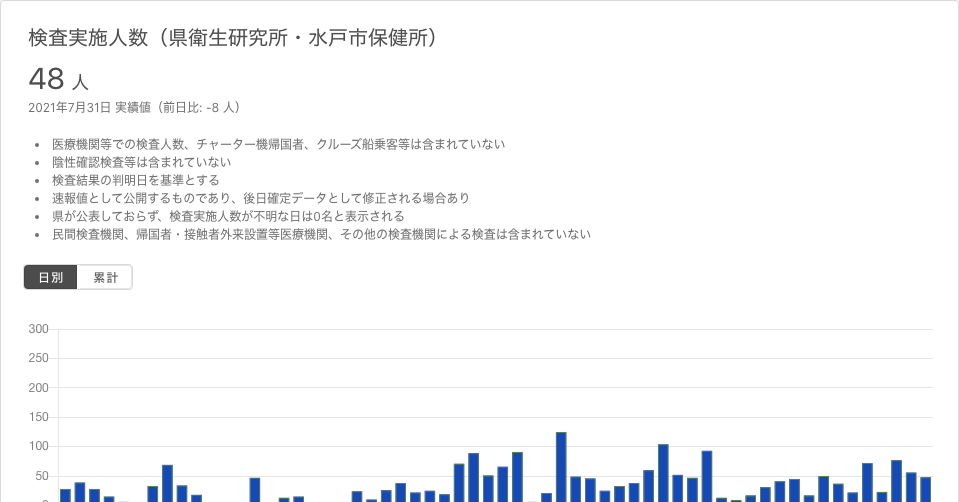 検査実施人数（県衛生研究所・水戸市保健所）
48 人
2021年7月31日 実績値（前日比: -8 人）
• 医療機関等での検査人数、チャーター機帰国者、クルーズ船乗客等は含まれていない
• 陰性確認検査等は含まれていない
• 検査結果の判明日を基準とする
• 速報値として公開するものであり、後日確定データとして修正される場合あり
• 県が公表しておらず、検査実施人数が不明な日は0名と表示される
• 民間検査機関、帰国者・接触者外来設置等医療機関、その他の検査機関による検査は含まれていない
日別 累計
300
250
200
150
100
50